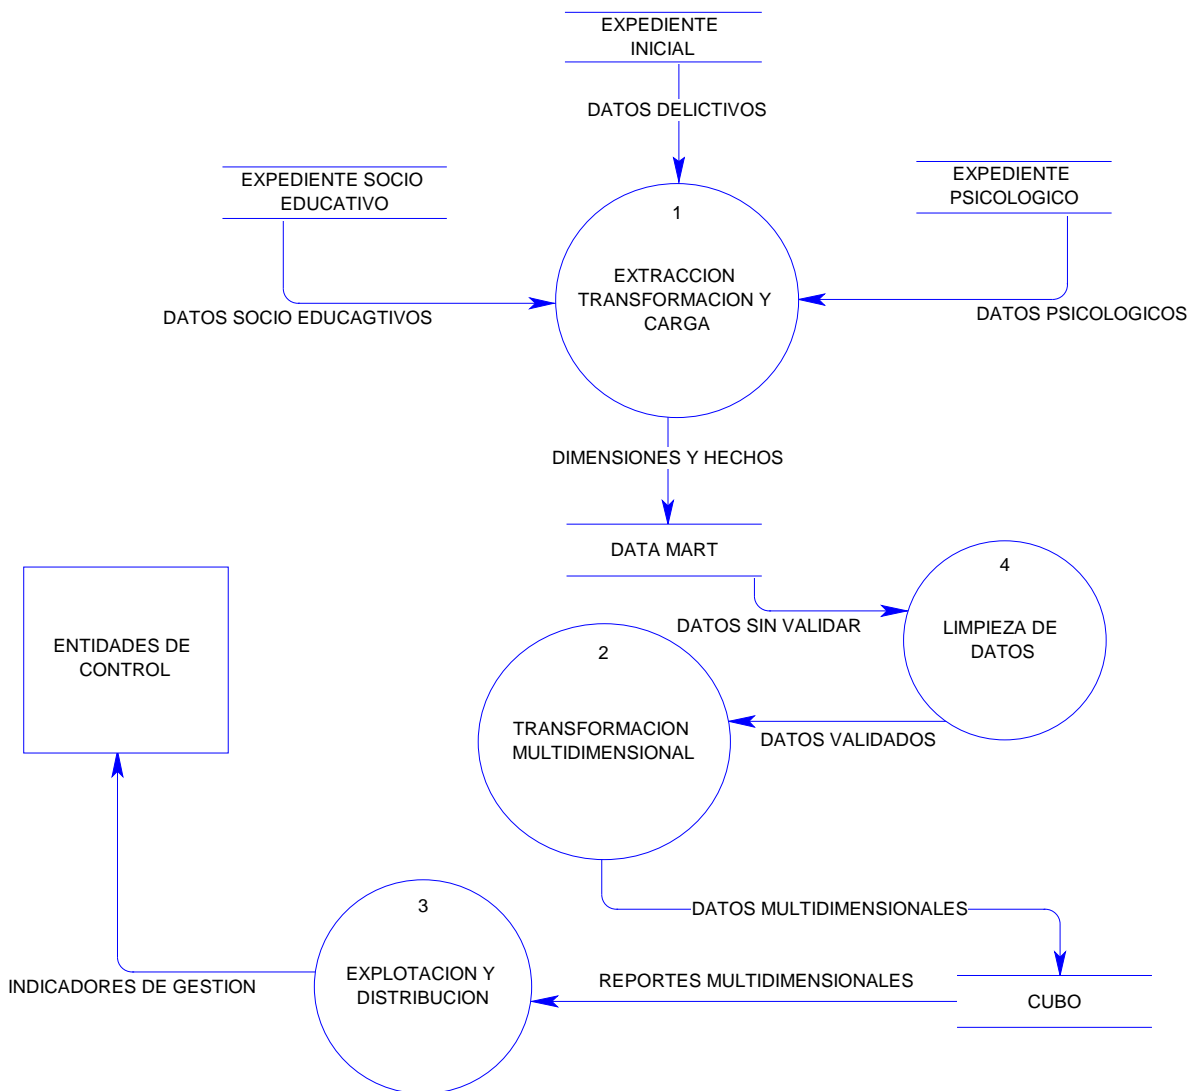 EXPEDIENTE
INICIAL
DATOS DELICTIVOS
EXPEDIENTE SOCIO
EDUCATIVO
EXPEDIENTE
PSICOLOGICO
1
EXTRACCION
TRANSFORMACION Y
CARGA
DATOS SOCIO EDUCAGTIVOS
DATOS PSICOLOGICOS
DIMENSIONES Y HECHOS
DATA MART
4
LIMPIEZA DE
DATOS
DATOS SIN VALIDAR
ENTIDADES DE
CONTROL
2
TRANSFORMACION
MULTIDIMENSIONAL
DATOS VALIDADOS
DATOS MULTIDIMENSIONALES
3
EXPLOTACION Y
DISTRIBUCION
INDICADORES DE GESTION
REPORTES MULTIDIMENSIONALES
CUBO